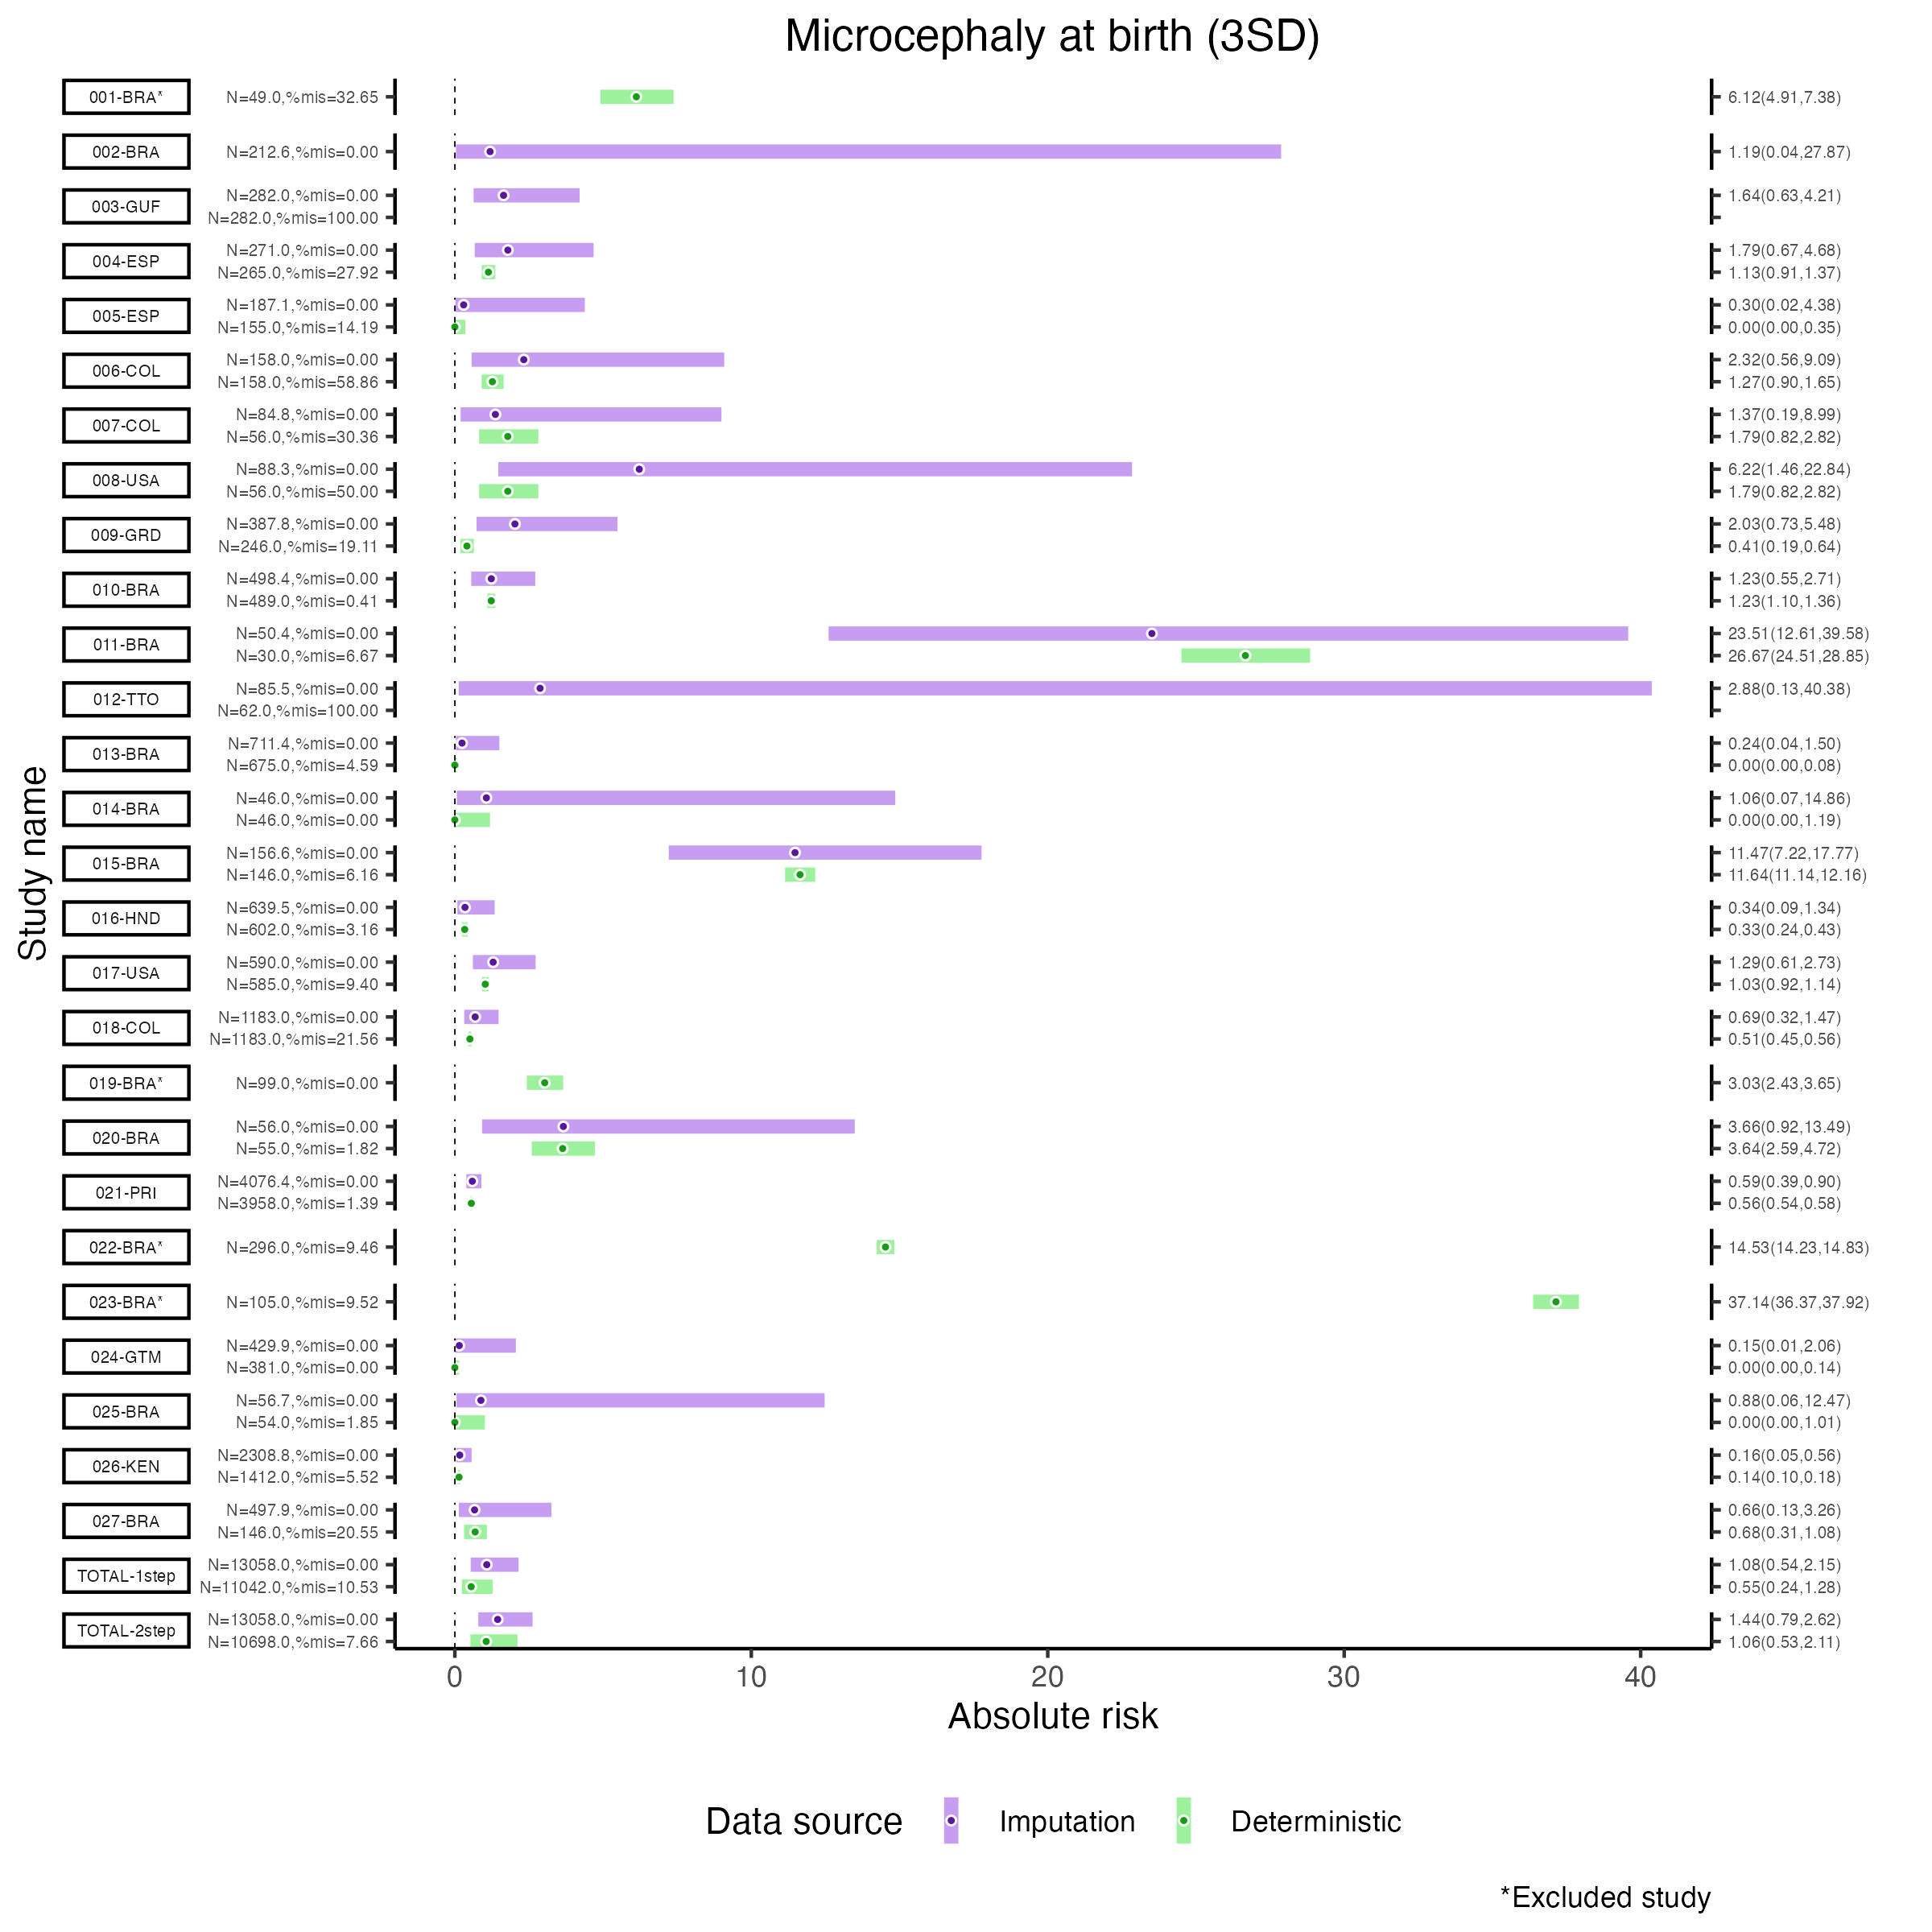 Microcephaly at birth (3SD)
Study name
001-BRA* N=49.0,%mis=32.65 6.12(4.91,7.38)
002-BRA N=212.6,%mis=0.00 1.19(0.04,27.87)
003-GUF N=282.0,%mis=0.00 1.64(0.63,4.21)
N=282.0,%mis=100.00
004-ESP N=271.0,%mis=0.00 1.79(0.67,4.68)
N=265.0,%mis=27.92 1.13(0.91,1.37)
005-ESP N=187.1,%mis=0.00 0.30(0.02,4.38)
N=155.0,%mis=14.19 0.00(0.00,0.35)
006-COL N=158.0,%mis=0.00 2.32(0.56,9.09)
N=158.0,%mis=58.86 1.27(0.90,1.65)
007-COL N=84.8,%mis=0.00 1.37(0.19,8.99)
N=56.0,%mis=30.36 1.79(0.82,2.82)
008-USA N=88.3,%mis=0.00 6.22(1.46,22.84)
N=56.0,%mis=50.00 1.79(0.82,2.82)
009-GRD N=387.8,%mis=0.00 2.03(0.73,5.48)
N=246.0,%mis=19.11 0.41(0.19,0.64)
010-BRA N=498.4,%mis=0.00 1.23(0.55,2.71)
N=489.0,%mis=0.41 1.23(1.10,1.36)
011-BRA N=50.4,%mis=0.00 23.51(12.61,39.58)
N=30.0,%mis=6.67 26.67(24.51,28.85)
012-TTO N=85.5,%mis=0.00 2.88(0.13,40.38)
N=62.0,%mis=100.00
013-BRA N=711.4,%mis=0.00 0.24(0.04,1.50)
N=675.0,%mis=4.59 0.00(0.00,0.08)
014-BRA N=46.0,%mis=0.00 1.06(0.07,14.86)
N=46.0,%mis=0.00 0.00(0.00,1.19)
015-BRA N=156.6,%mis=0.00 11.47(7.22,17.77)
N=146.0,%mis=6.16 11.64(11.14,12.16)
016-HND N=639.5,%mis=0.00 0.34(0.09,1.34)
N=602.0,%mis=3.16 0.33(0.24,0.43)
017-USA N=590.0,%mis=0.00 1.29(0.61,2.73)
N=585.0,%mis=9.40 1.03(0.92,1.14)
018-COL N=1183.0,%mis=0.00 0.69(0.32,1.47)
N=1183.0,%mis=21.56 0.51(0.45,0.56)
019-BRA* N=99.0,%mis=0.00 3.03(2.43,3.65)
020-BRA N=56.0,%mis=0.00 3.66(0.92,13.49)
N=55.0,%mis=1.82 3.64(2.59,4.72)
021-PRI N=4076.4,%mis=0.00 0.59(0.39,0.90)
N=3958.0,%mis=1.39 0.56(0.54,0.58)
022-BRA* N=296.0,%mis=9.46 14.53(14.23,14.83)
023-BRA* N=105.0,%mis=9.52 37.14(36.37,37.92)
024-GTM N=429.9,%mis=0.00 0.15(0.01,2.06)
N=381.0,%mis=0.00 0.00(0.00,0.14)
025-BRA N=56.7,%mis=0.00 0.88(0.06,12.47)
N=54.0,%mis=1.85 0.00(0.00,1.01)
026-KEN N=2308.8,%mis=0.00 0.16(0.05,0.56)
N=1412.0,%mis=5.52 0.14(0.10,0.18)
027-BRA N=497.9,%mis=0.00 0.66(0.13,3.26)
N=146.0,%mis=20.55 0.68(0.31,1.08)
TOTAL-1step N=13058.0,%mis=0.00 1.08(0.54,2.15)
N=11042.0,%mis=10.53 0.55(0.24,1.28)
TOTAL-2step N=13058.0,%mis=0.00 1.44(0.79,2.62)
N=10698.0,%mis=7.66 1.06(0.53,2.11)
0 10 20 30 40
Absolute risk
Data source Imputation Deterministic
*Excluded study